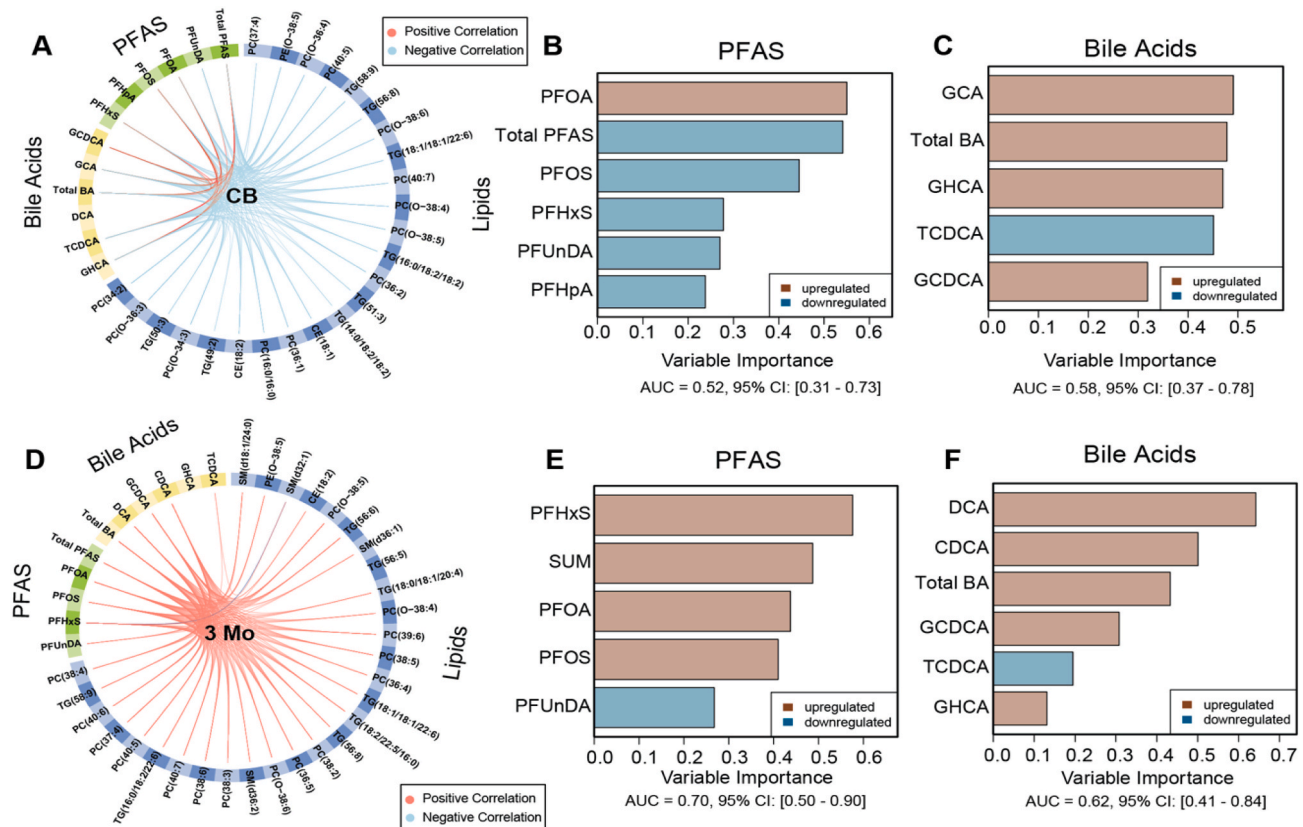 A
PFAS
Bile Acids
Lipids
CB
Positive Correlation
Negative Correlation
Total PFAS
PFUnDA
PFOA
PFOS
PFHpA
PFHxS
GCDCA
GCA
Total BA
DCA
TCDCA
GHCA
PC(37:4)
PE(O-38:5)
PC(O-36:4)
PC(40:5)
TG(58:9)
TG(56:8)
PC(O-38:6)
TG(18:1/18:1/22:6)
PC(40:7)
PC(O-38:4)
PC(O-38:5)
TG(16:0/18:2/18:2)
PC(36:2)
TG(51:3)
TG(14:0/18:2/18:2)
CE(18:1)
PC(36:1)
PC(16:0/16:0)
CE(18:2)
TG(49:2)
PC(O-34:3)
TG(50:3)
PC(O-36:3)
PC(34:2)
B
PFAS
PFOA
Total PFAS
PFOS
PFHxS
PFUnDA
PFHpA
upregulated
downregulated
0.0 0.1 0.2 0.3 0.4 0.5 0.6
Variable Importance
AUC = 0.52, 95% CI: [0.31 - 0.73]
C
Bile Acids
GCA
Total BA
GHCA
TCDCA
GCDCA
upregulated
downregulated
0.0 0.1 0.2 0.3 0.4 0.5
Variable Importance
AUC = 0.58, 95% CI: [0.37 - 0.78]
D
Bile Acids
PFAS
Lipids
3 Mo
TCDCA
GHCA
CDCA
GCDCA
DCA
Total BA
Total PFAS
PFOA
PFOS
PFHxS
PFUnDA
SM(d18:1/24:0)
PE(O-38:5)
SM(d32:1)
CE(18:2)
PC(O-38:5)
TG(56:6)
SM(d36:1)
TG(56:5)
TG(18:0/18:1/20:4)
PC(O-38:4)
PC(39:6)
PC(38:5)
PC(36:4)
TG(18:1/18:1/22:6)
TG(18:2/22:5/16:0)
TG(56:8)
PC(38:2)
PC(36:5)
PC(O-38:6)
SM(d36:2)
PC(38:3)
PC(38:6)
PC(40:7)
TG(16:0/18:2/22:6)
PC(40:5)
PC(37:4)
PC(40:6)
TG(58:9)
PC(38:4)
Positive Correlation
Negative Correlation
E
PFAS
PFHxS
SUM
PFOA
PFOS
PFUnDA
upregulated
downregulated
0.0 0.1 0.2 0.3 0.4 0.5 0.6
Variable Importance
AUC = 0.70, 95% CI: [0.50 - 0.90]
F
Bile Acids
DCA
CDCA
Total BA
GCDCA
TCDCA
GHCA
upregulated
downregulated
0.0 0.1 0.2 0.3 0.4 0.5 0.6 0.7
Variable Importance
AUC = 0.62, 95% CI: [0.41 - 0.84]